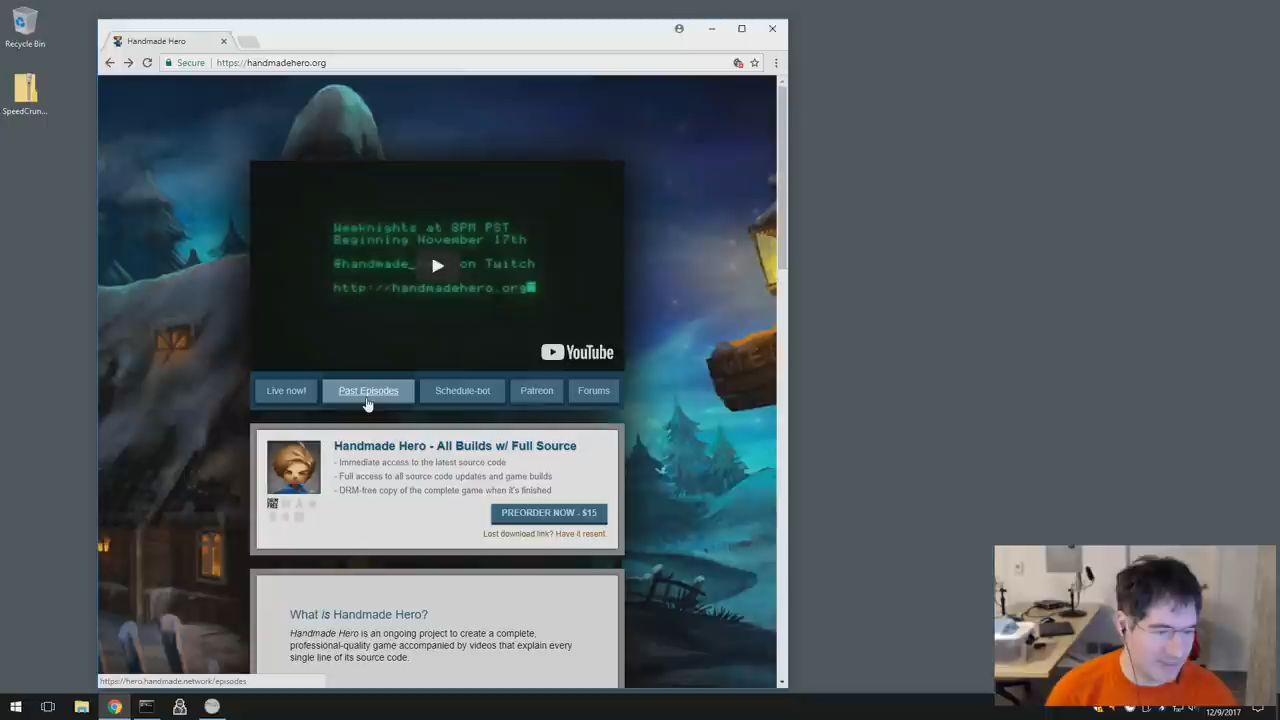 Recycle Bin
SpeedCrun...
Handmade Hero
Secure
https://handmadehero.org
Weeknights at 8PM PST
Beginning November 17th
@handmade_ on Twitch
http://handmadehero.org
YouTube
Live now!
Past Episodes
Schedule-bot
Patreon
Forums
Handmade Hero - All Builds w/ Full Source
- Immediate access to the latest source code
- Full access to all source code updates and game builds
- DRM-free copy of the complete game when it's finished
DRM
FREE
PREORDER NOW - $15
Lost download link? Have it resent.
What is Handmade Hero?
Handmade Hero is an ongoing project to create a complete,
professional-quality game accompanied by videos that explain every
single line of its source code.
https://hero.handmade.network/episodes
12/9/2017